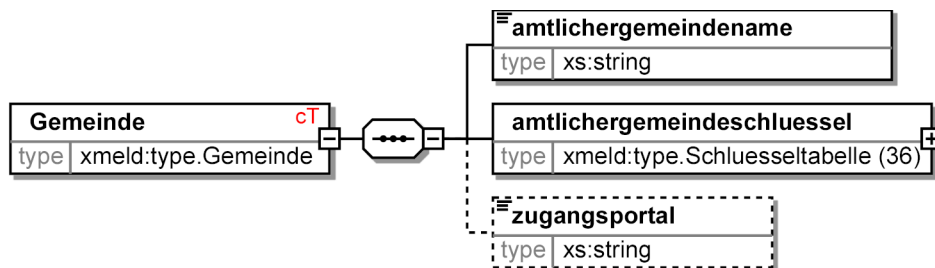 amtlichergemeindename
type xs:string
Gemeinde cT
type xmeld:type.Gemeinde
amtlichergemeindeschluessel
type xmeld:type.Schluesseltabelle (36)
zugangsportal
type xs:string